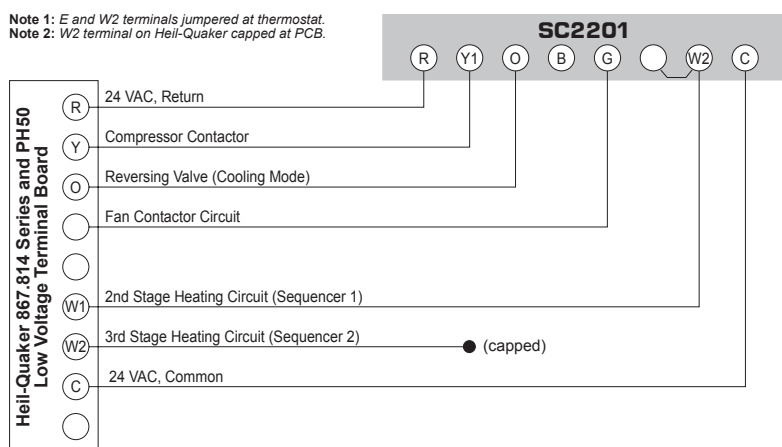 Note 1: E and W2 terminals jumpered at thermostat.
Note 2: W2 terminal on Heil-Quaker capped at PCB.
SC2201
R Y1 O B G W2 C
Heil-Quaker 867.814 Series and PH50
Low Voltage Terminal Board
R 24 VAC, Return
Y Compressor Contactor
O Reversing Valve (Cooling Mode)
Fan Contactor Circuit
W1 2nd Stage Heating Circuit (Sequencer 1)
W2 3rd Stage Heating Circuit (Sequencer 2) (capped)
C 24 VAC, Common